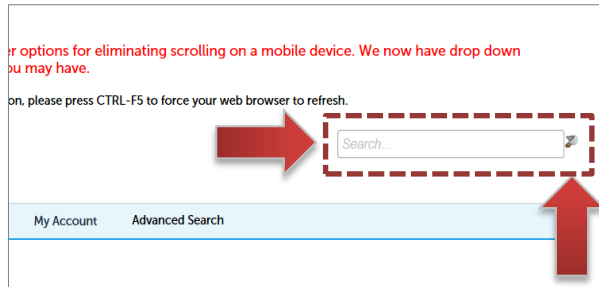 er options for eliminating scrolling on a mobile device. We now have drop down
ou may have.
on, please press CTRL-F5 to force your web browser to refresh.
Search...
My Account Advanced Search